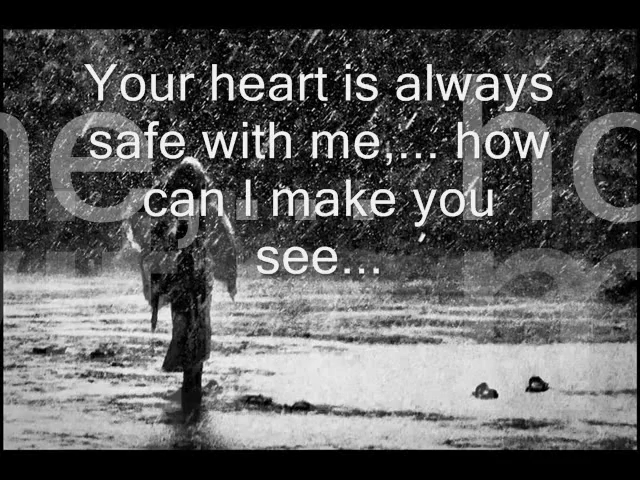 Your heart is always
safe with me,... how
can I make you
see...